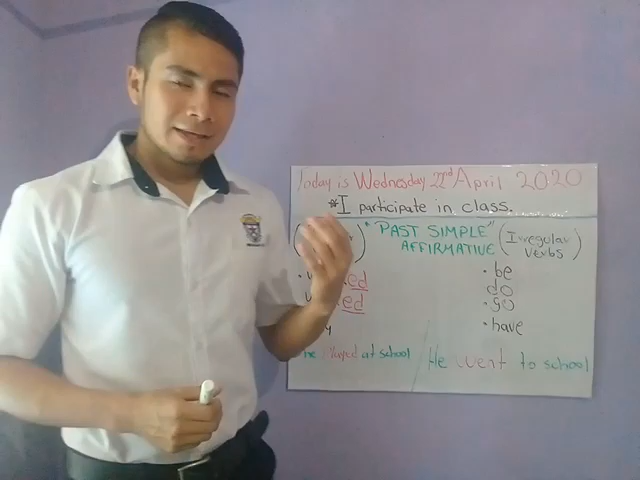 Today is Wednesday 22nd April 2020
*I participate in class.
"PAST SIMPLE" (Irregular
AFFIRMATIVE verbs)
ed • be
ed do
• go
• have
at school / He went to school